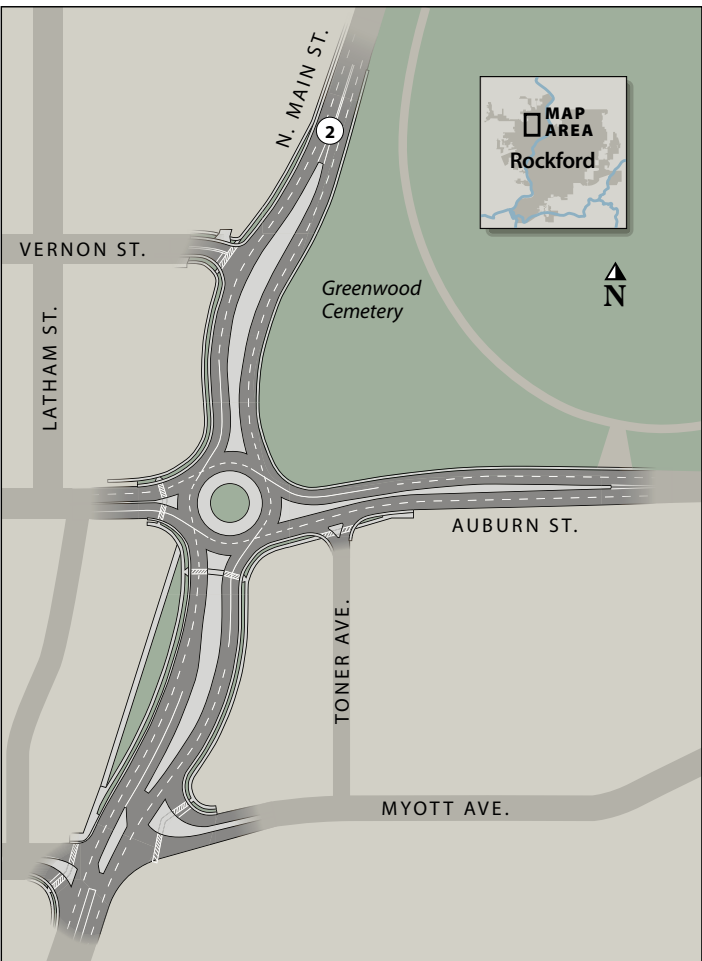 N. MAIN ST.
2
MAP
AREA
Rockford
VERNON ST.
N
Greenwood
Cemetery
LATHAM ST.
AUBURN ST.
TONER AVE.
MYOTT AVE.